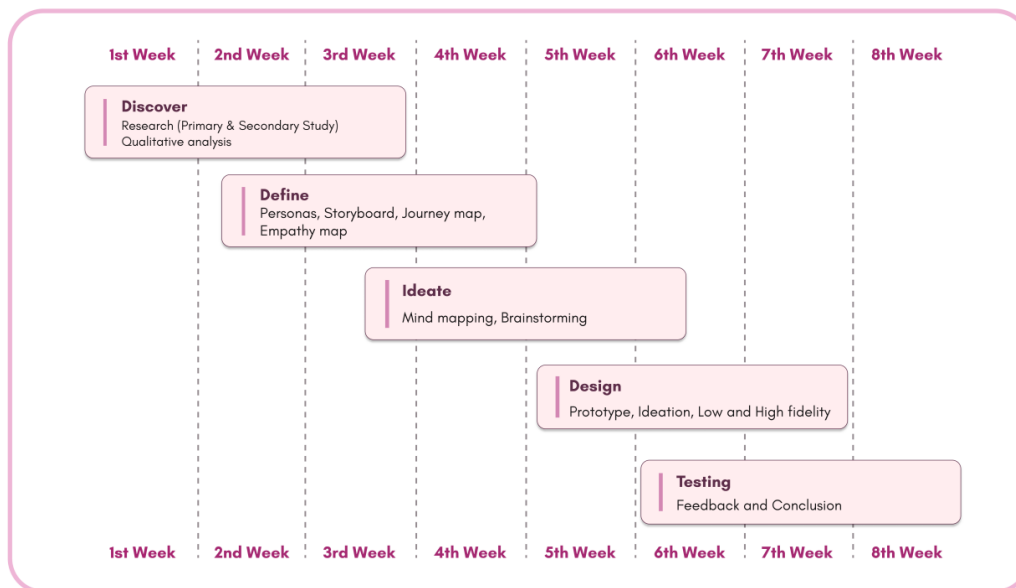 1st Week 2nd Week 3rd Week 4th Week 5th Week 6th Week 7th Week 8th Week
Discover
Research (Primary & Secondary Study)
Qualitative analysis
Define
Personas, Storyboard, Journey map,
Empathy map
Ideate
Mind mapping, Brainstorming
Design
Prototype, Ideation, Low and High fidelity
Testing
Feedback and Conclusion
1st Week 2nd Week 3rd Week 4th Week 5th Week 6th Week 7th Week 8th Week